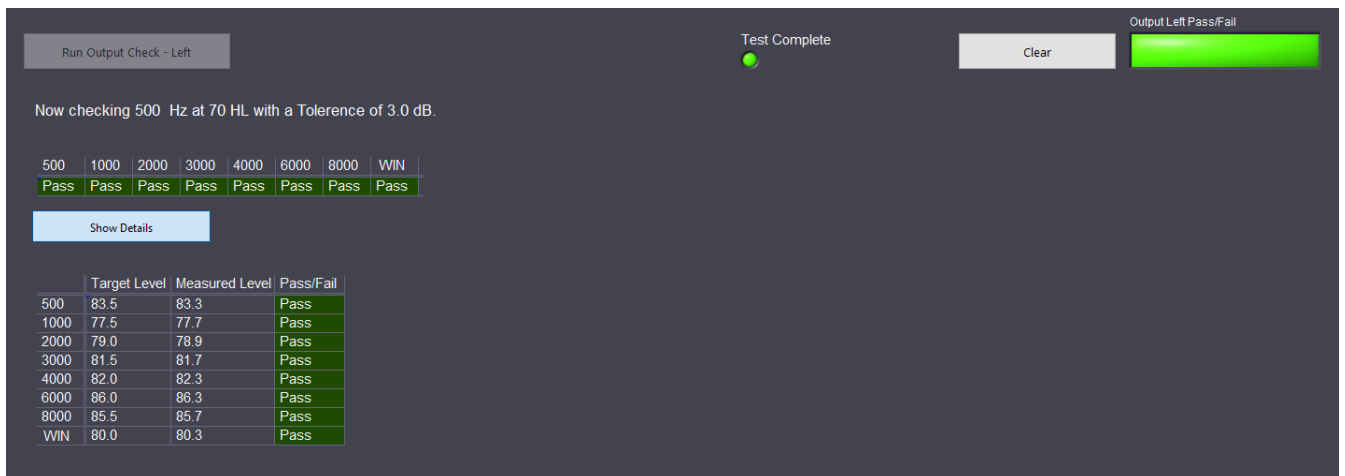 Output Left Pass/Fail
Run Output Check - Left
Test Complete
Clear
Now checking 500  Hz at 70 HL with a Tolerence of 3.0 dB.
500 1000 2000 3000 4000 6000 8000 WIN
Pass Pass Pass Pass Pass Pass Pass Pass
Show Details
Target Level Measured Level Pass/Fail
500 83.5 83.3 Pass
1000 77.5 77.7 Pass
2000 79.0 78.9 Pass
3000 81.5 81.7 Pass
4000 82.0 82.3 Pass
6000 86.0 86.3 Pass
8000 85.5 85.7 Pass
WIN 80.0 80.3 Pass